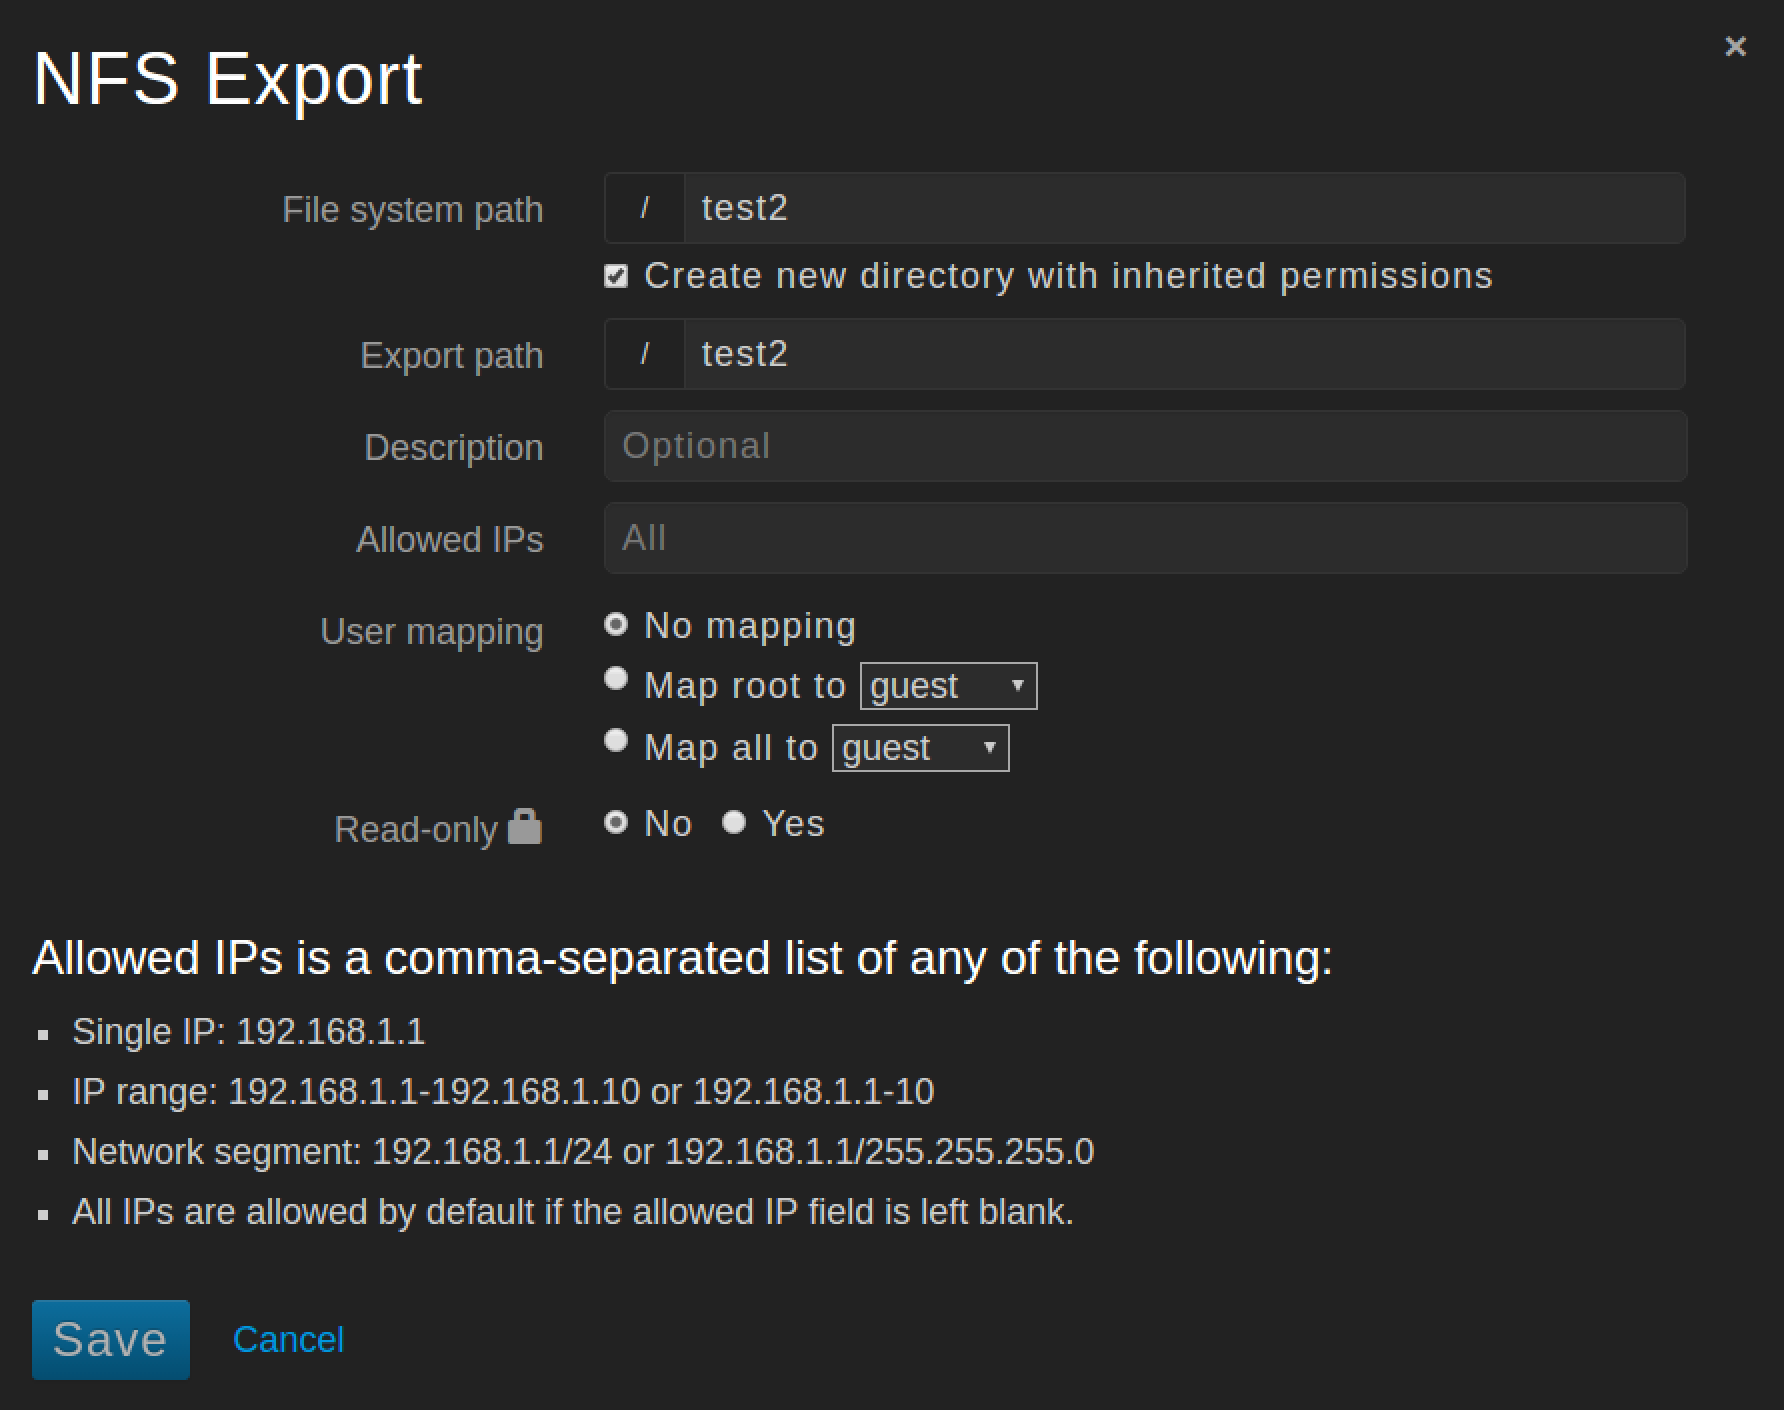 NFS Export
×
File system path / test2
Create new directory with inherited permissions
Export path / test2
Description Optional
Allowed IPs All
User mapping No mapping
Map root to guest
Map all to guest
Read-only No Yes
Allowed IPs is a comma-separated list of any of the following:
Single IP: 192.168.1.1
IP range: 192.168.1.1-192.168.1.10 or 192.168.1.1-10
Network segment: 192.168.1.1/24 or 192.168.1.1/255.255.255.0
All IPs are allowed by default if the allowed IP field is left blank.
Save Cancel